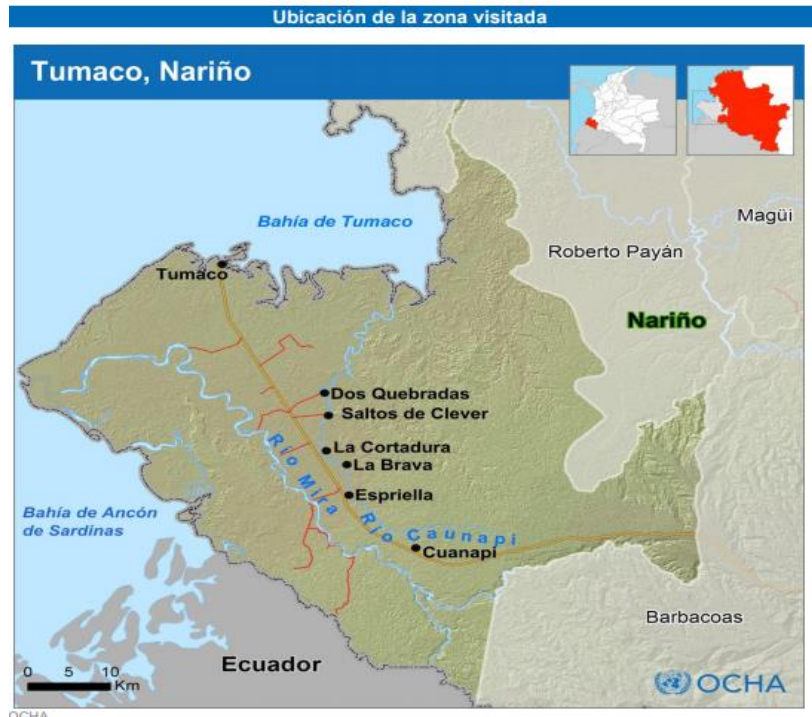 Ubicación de la zona visitada
Tumaco, Nariño
Bahía de Tumaco
Magüi
Roberto Payán
Tumaco
Nariño
Dos Quebradas
Saltos de Clever
La Cortadura
La Brava
Río Mira
Espriella
Bahía de Ancón
de Sardinas
Río Caunapi
Cuanapi
Barbacoas
Ecuador
0 5 10
Km
OCHA
OCHA